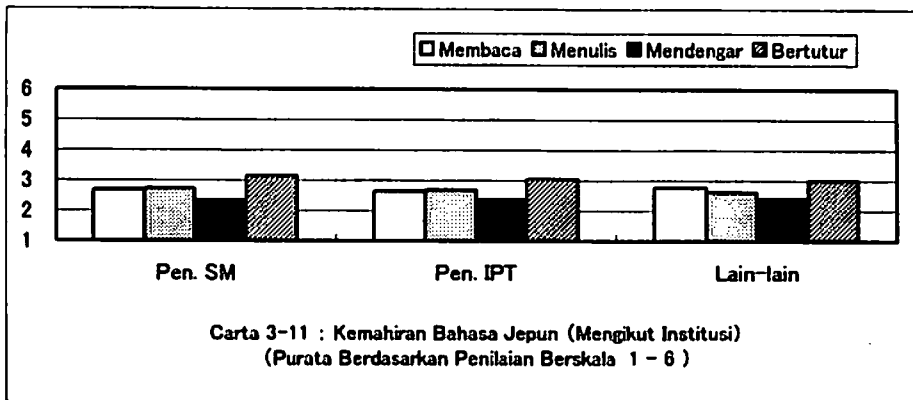 Membaca Menulis Mendengar Bertutur
6
5
4
3
2
1
Pen. SM Pen. IPT Lain-lain
Carta 3-11 : Kemahiran Bahasa Jepun (Mengikut Institusi)
(Purata Berdasarkan Penilaian Berskala 1 - 6 )